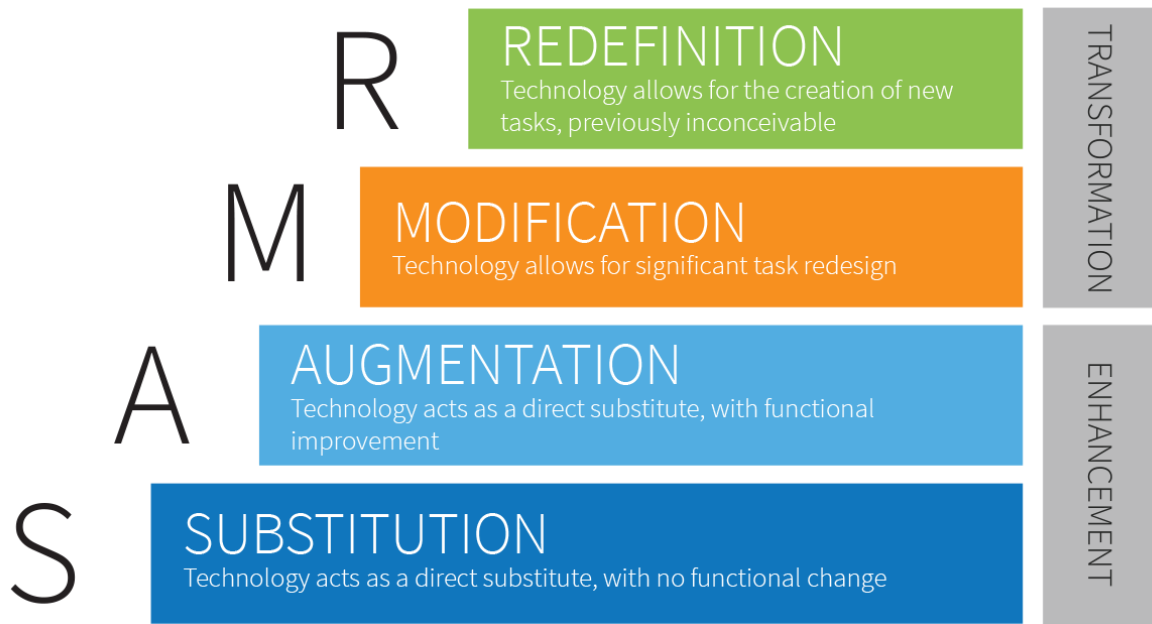 R
REDEFINITION
Technology allows for the creation of new
tasks, previously inconceivable
TRANSFORMATION
M
MODIFICATION
Technology allows for significant task redesign
A
AUGMENTATION
Technology acts as a direct substitute, with functional
improvement
ENHANCEMENT
S
SUBSTITUTION
Technology acts as a direct substitute, with no functional change